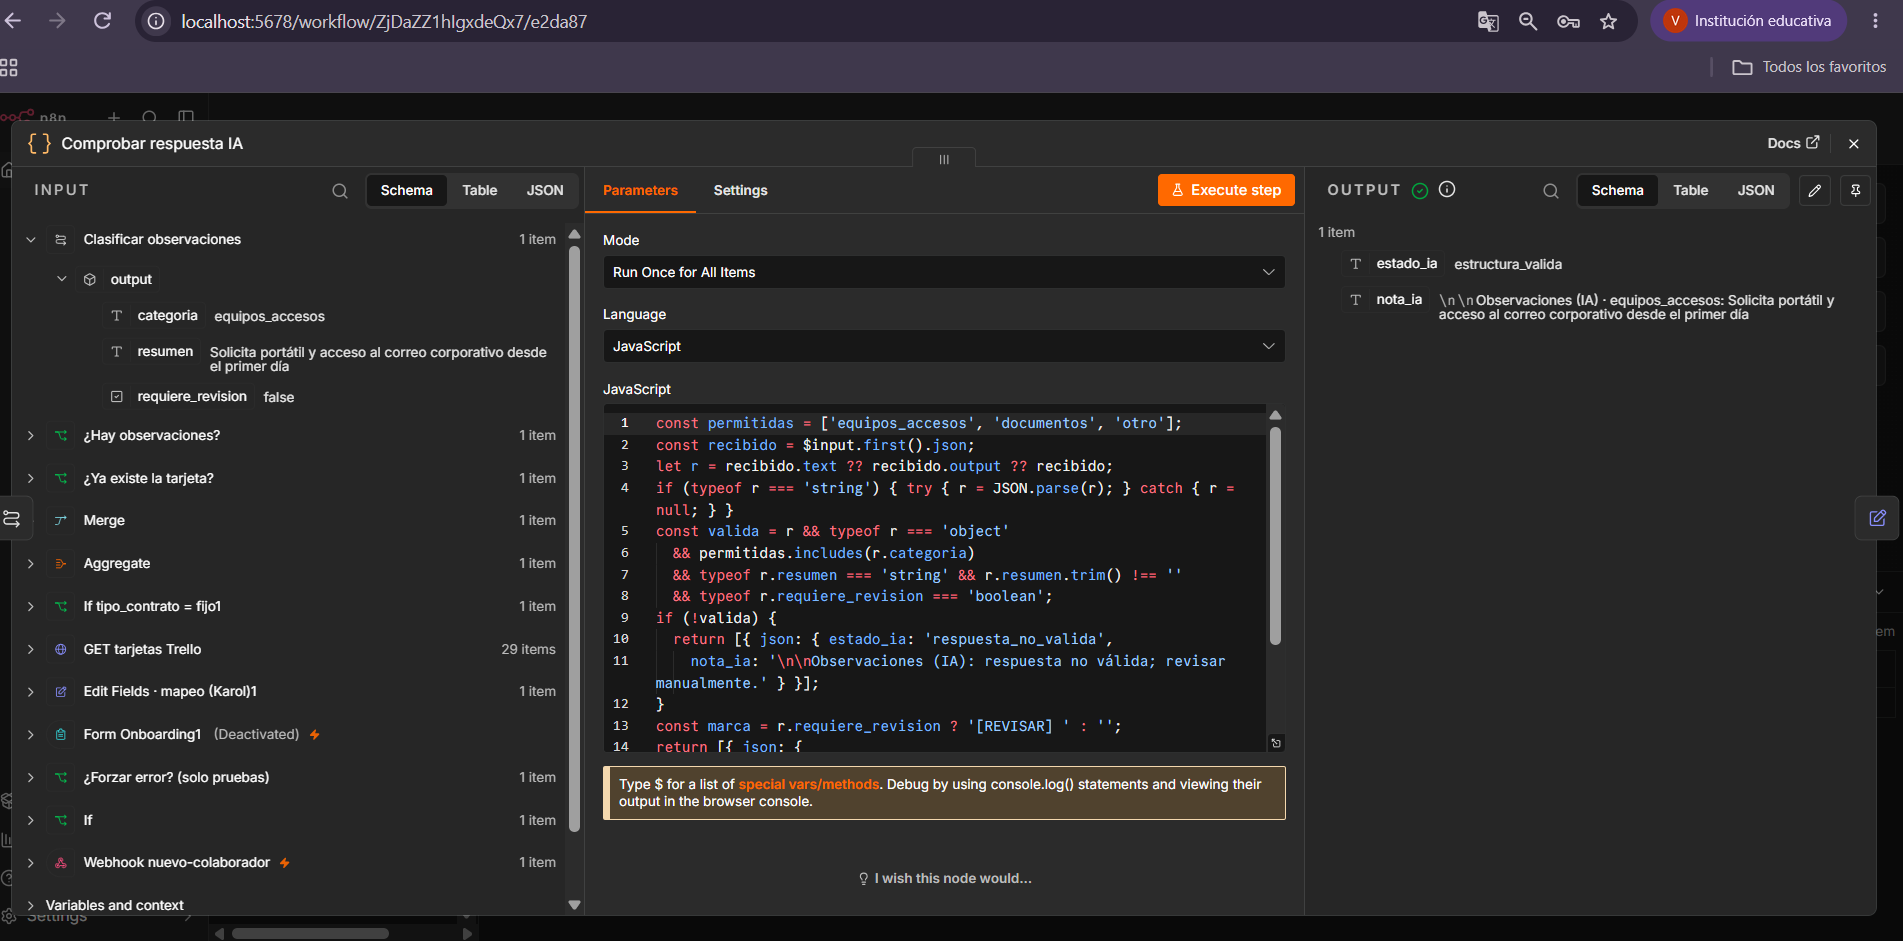 localhost:5678/workflow/ZjDaZZ1hIgxdeQx7/e2da87
V
Institución educativa
Todos los favoritos
n8n
Comprobar respuesta IA
Docs
INPUT
Schema
Table
JSON
Clasificar observaciones
1 item
output
categoria
equipos_accesos
resumen
Solicita portátil y acceso al correo corporativo desde
el primer día
requiere_revision
false
¿Hay observaciones?
1 item
¿Ya existe la tarjeta?
1 item
Merge
1 item
Aggregate
1 item
If tipo_contrato = fijo1
1 item
GET tarjetas Trello
29 items
Edit Fields · mapeo (Karol)1
1 item
Form Onboarding1 (Deactivated)
¿Forzar error? (solo pruebas)
1 item
If
1 item
Webhook nuevo-colaborador
1 item
Variables and context
Settings
Parameters
Settings
Execute step
Mode
Run Once for All Items
Language
JavaScript
JavaScript
1 const permitidas = ['equipos_accesos', 'documentos', 'otro'];
2 const recibido = $input.first().json;
3 let r = recibido.text ?? recibido.output ?? recibido;
4 if (typeof r === 'string') { try { r = JSON.parse(r); } catch { r =
null; } }
5 const valida = r && typeof r === 'object'
6 && permitidas.includes(r.categoria)
7 && typeof r.resumen === 'string' && r.resumen.trim() !== ''
8 && typeof r.requiere_revision === 'boolean';
9 if (!valida) {
10 return [{ json: { estado_ia: 'respuesta_no_valida',
11 nota_ia: '\n\nObservaciones (IA): respuesta no válida; revisar
manualmente.' } }];
12 }
13 const marca = r.requiere_revision ? '[REVISAR] ' : '';
14 return [{ json: {
Type $ for a list of special vars/methods. Debug by using console.log() statements and viewing their
output in the browser console.
I wish this node would...
OUTPUT
Schema
Table
JSON
1 item
estado_ia
estructura_valida
nota_ia
\n\nObservaciones (IA) · equipos_accesos: Solicita portátil y
acceso al correo corporativo desde el primer día
em